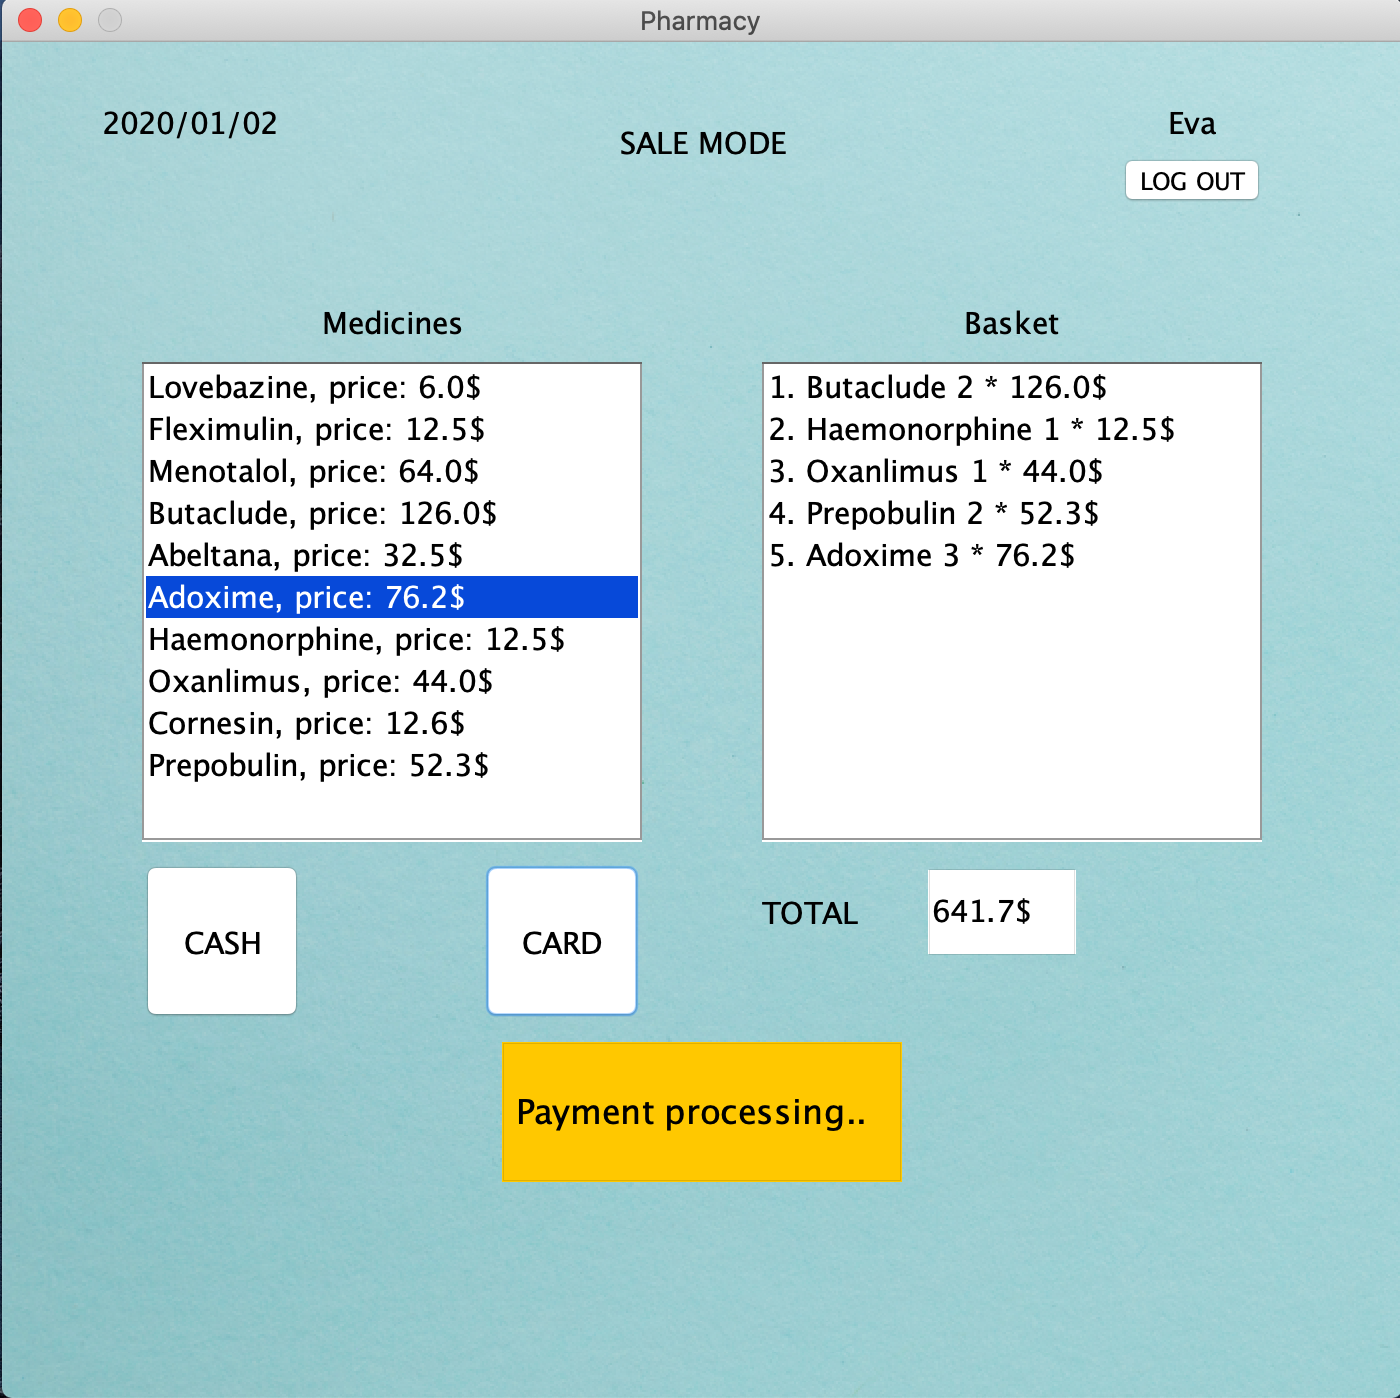 Pharmacy
2020/01/02
SALE MODE
Eva
LOG OUT
Medicines
Lovebazine, price: 6.0$
Fleximulin, price: 12.5$
Menotalol, price: 64.0$
Butaclude, price: 126.0$
Abeltana, price: 32.5$
Adoxime, price: 76.2$
Haemonorphine, price: 12.5$
Oxanlimus, price: 44.0$
Cornesin, price: 12.6$
Prepobulin, price: 52.3$
Basket
1. Butaclude 2 * 126.0$
2. Haemonorphine 1 * 12.5$
3. Oxanlimus 1 * 44.0$
4. Prepobulin 2 * 52.3$
5. Adoxime 3 * 76.2$
CASH
CARD
TOTAL
641.7$
Payment processing..